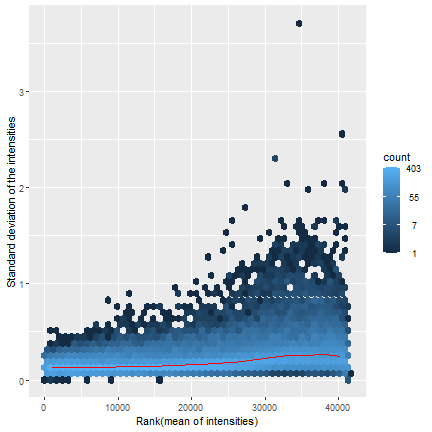 Standard deviation of the intensities
3
2
1
0
0 10000 20000 30000 40000
Rank(mean of intensities)
count
403
55
7
1